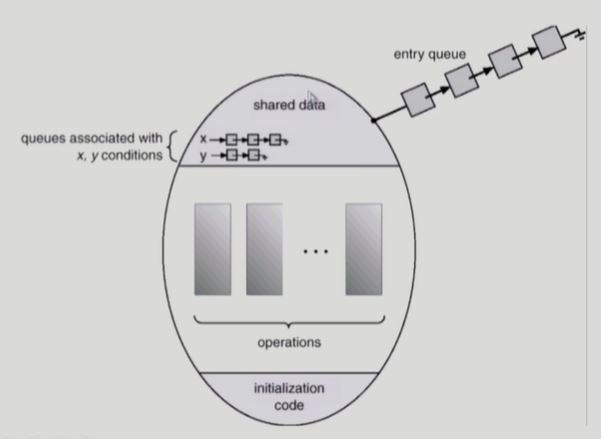 entry queue
shared data
queues associated with
x, y conditions
x
y
...
operations
initialization
code